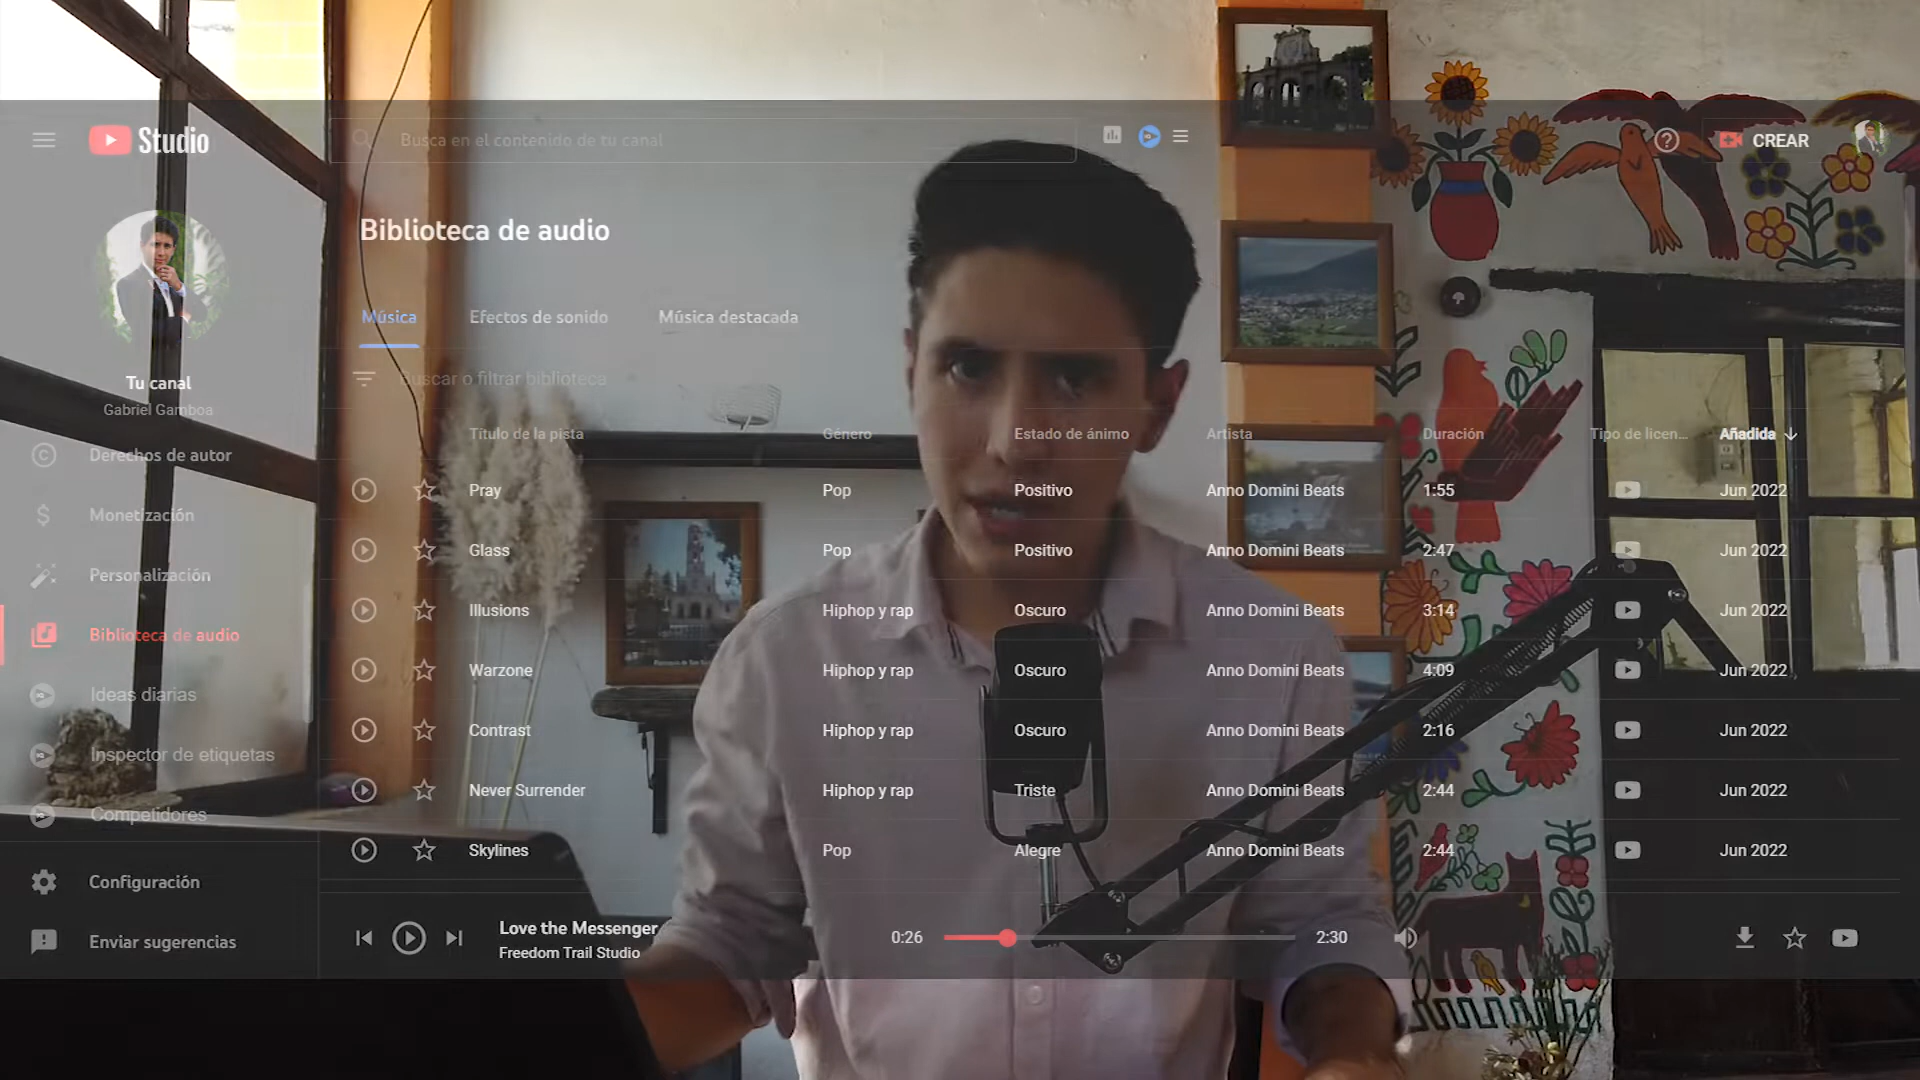 Studio
Busca en el contenido de tu canal
CREAR
Biblioteca de audio
Música
Efectos de sonido
Música destacada
Tu canal
Gabriel Gamboa
Buscar o filtrar biblioteca
Derechos de autor
Monetización
Personalización
Biblioteca de audio
Ideas diarias
Inspector de etiquetas
Competidores
Configuración
Enviar sugerencias
Título de la pista Género Estado de ánimo Artista Duración Tipo de licen... Añadida
Pray Pop Positivo Anno Domini Beats 1:55 Jun 2022
Glass Pop Positivo Anno Domini Beats 2:47 Jun 2022
Illusions Hiphop y rap Oscuro Anno Domini Beats 3:14 Jun 2022
Warzone Hiphop y rap Oscuro Anno Domini Beats 4:09 Jun 2022
Contrast Hiphop y rap Oscuro Anno Domini Beats 2:16 Jun 2022
Never Surrender Hiphop y rap Triste Anno Domini Beats 2:44 Jun 2022
Skylines Pop Alegre Anno Domini Beats 2:44 Jun 2022
Love the Messenger
Freedom Trail Studio
0:26
2:30